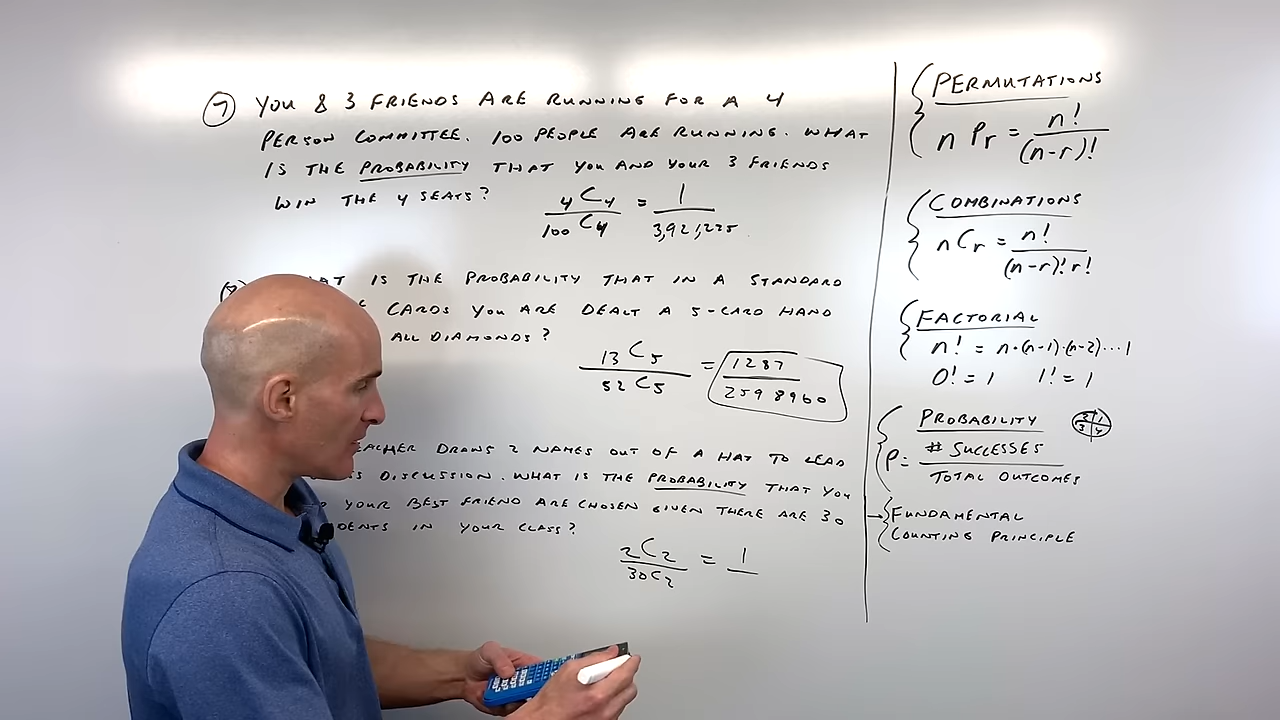 7 YOU & 3 FRIENDS ARE RUNNING FOR A 4
PERSON COMMITTEE. 100 PEOPLE ARE RUNNING. WHAT
IS THE PROBABILITY THAT YOU AND YOUR 3 FRIENDS
WIN THE 4 SEATS?
4C4 / 100C4 = 1 / 3,921,225
IS THE PROBABILITY THAT IN A STANDARD
CARDS YOU ARE DEALT A 5-CARD HAND
ALL DIAMONDS?
13C5 / 52C5 = 1287 / 2598960
DRAWS 2 NAMES OUT OF A HAT TO LEAD
DISCUSSION. WHAT IS THE PROBABILITY THAT YOU
YOUR BEST FRIEND ARE CHOSEN GIVEN THERE ARE 30
IN YOUR CLASS?
2C2 / 30C2 = 1
PERMUTATIONS
nPr = n! / (n-r)!
COMBINATIONS
nCr = n! / (n-r)!r!
FACTORIAL
n! = n·(n-1)·(n-2)···1
0! = 1 1! = 1
PROBABILITY
P = # SUCCESSES / TOTAL OUTCOMES
2 1
3 4
→ FUNDAMENTAL
COUNTING PRINCIPLE